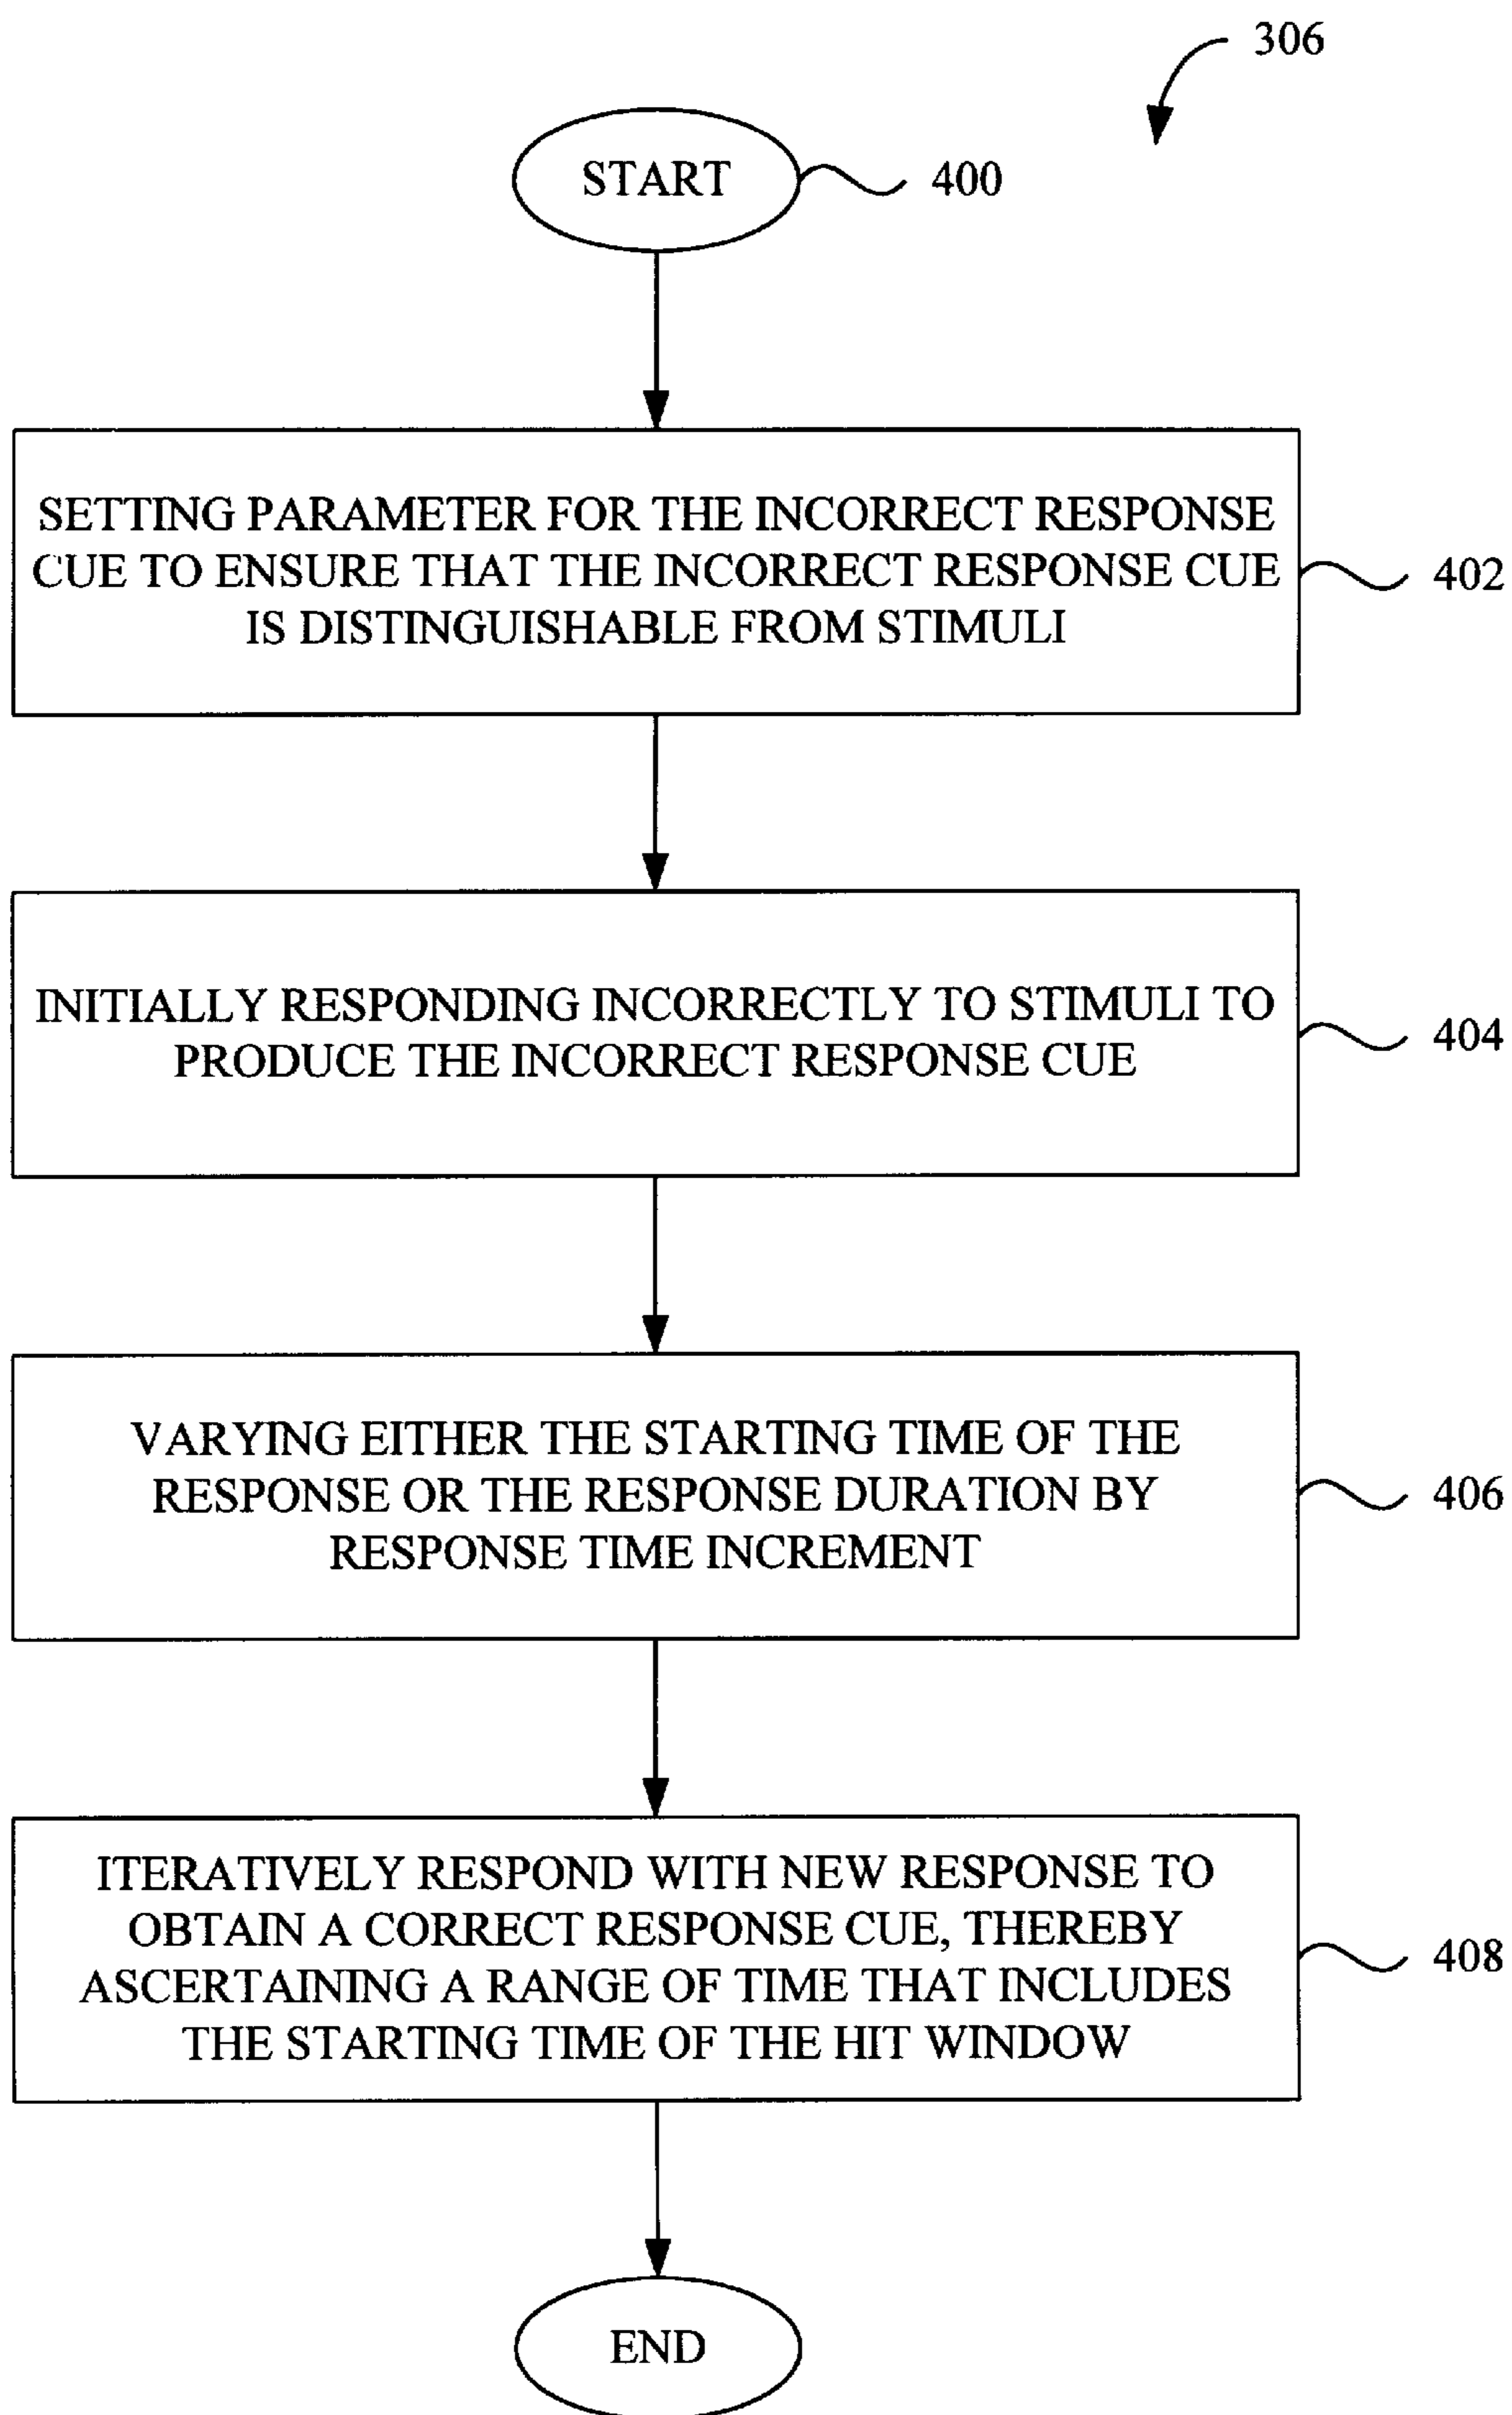 306
START
400
SETTING PARAMETER FOR THE INCORRECT RESPONSE
CUE TO ENSURE THAT THE INCORRECT RESPONSE CUE
IS DISTINGUISHABLE FROM STIMULI
402
INITIALLY RESPONDING INCORRECTLY TO STIMULI TO
PRODUCE THE INCORRECT RESPONSE CUE
404
VARYING EITHER THE STARTING TIME OF THE
RESPONSE OR THE RESPONSE DURATION BY
RESPONSE TIME INCREMENT
406
ITERATIVELY RESPOND WITH NEW RESPONSE TO
OBTAIN A CORRECT RESPONSE CUE, THEREBY
ASCERTAINING A RANGE OF TIME THAT INCLUDES
THE STARTING TIME OF THE HIT WINDOW
408
END